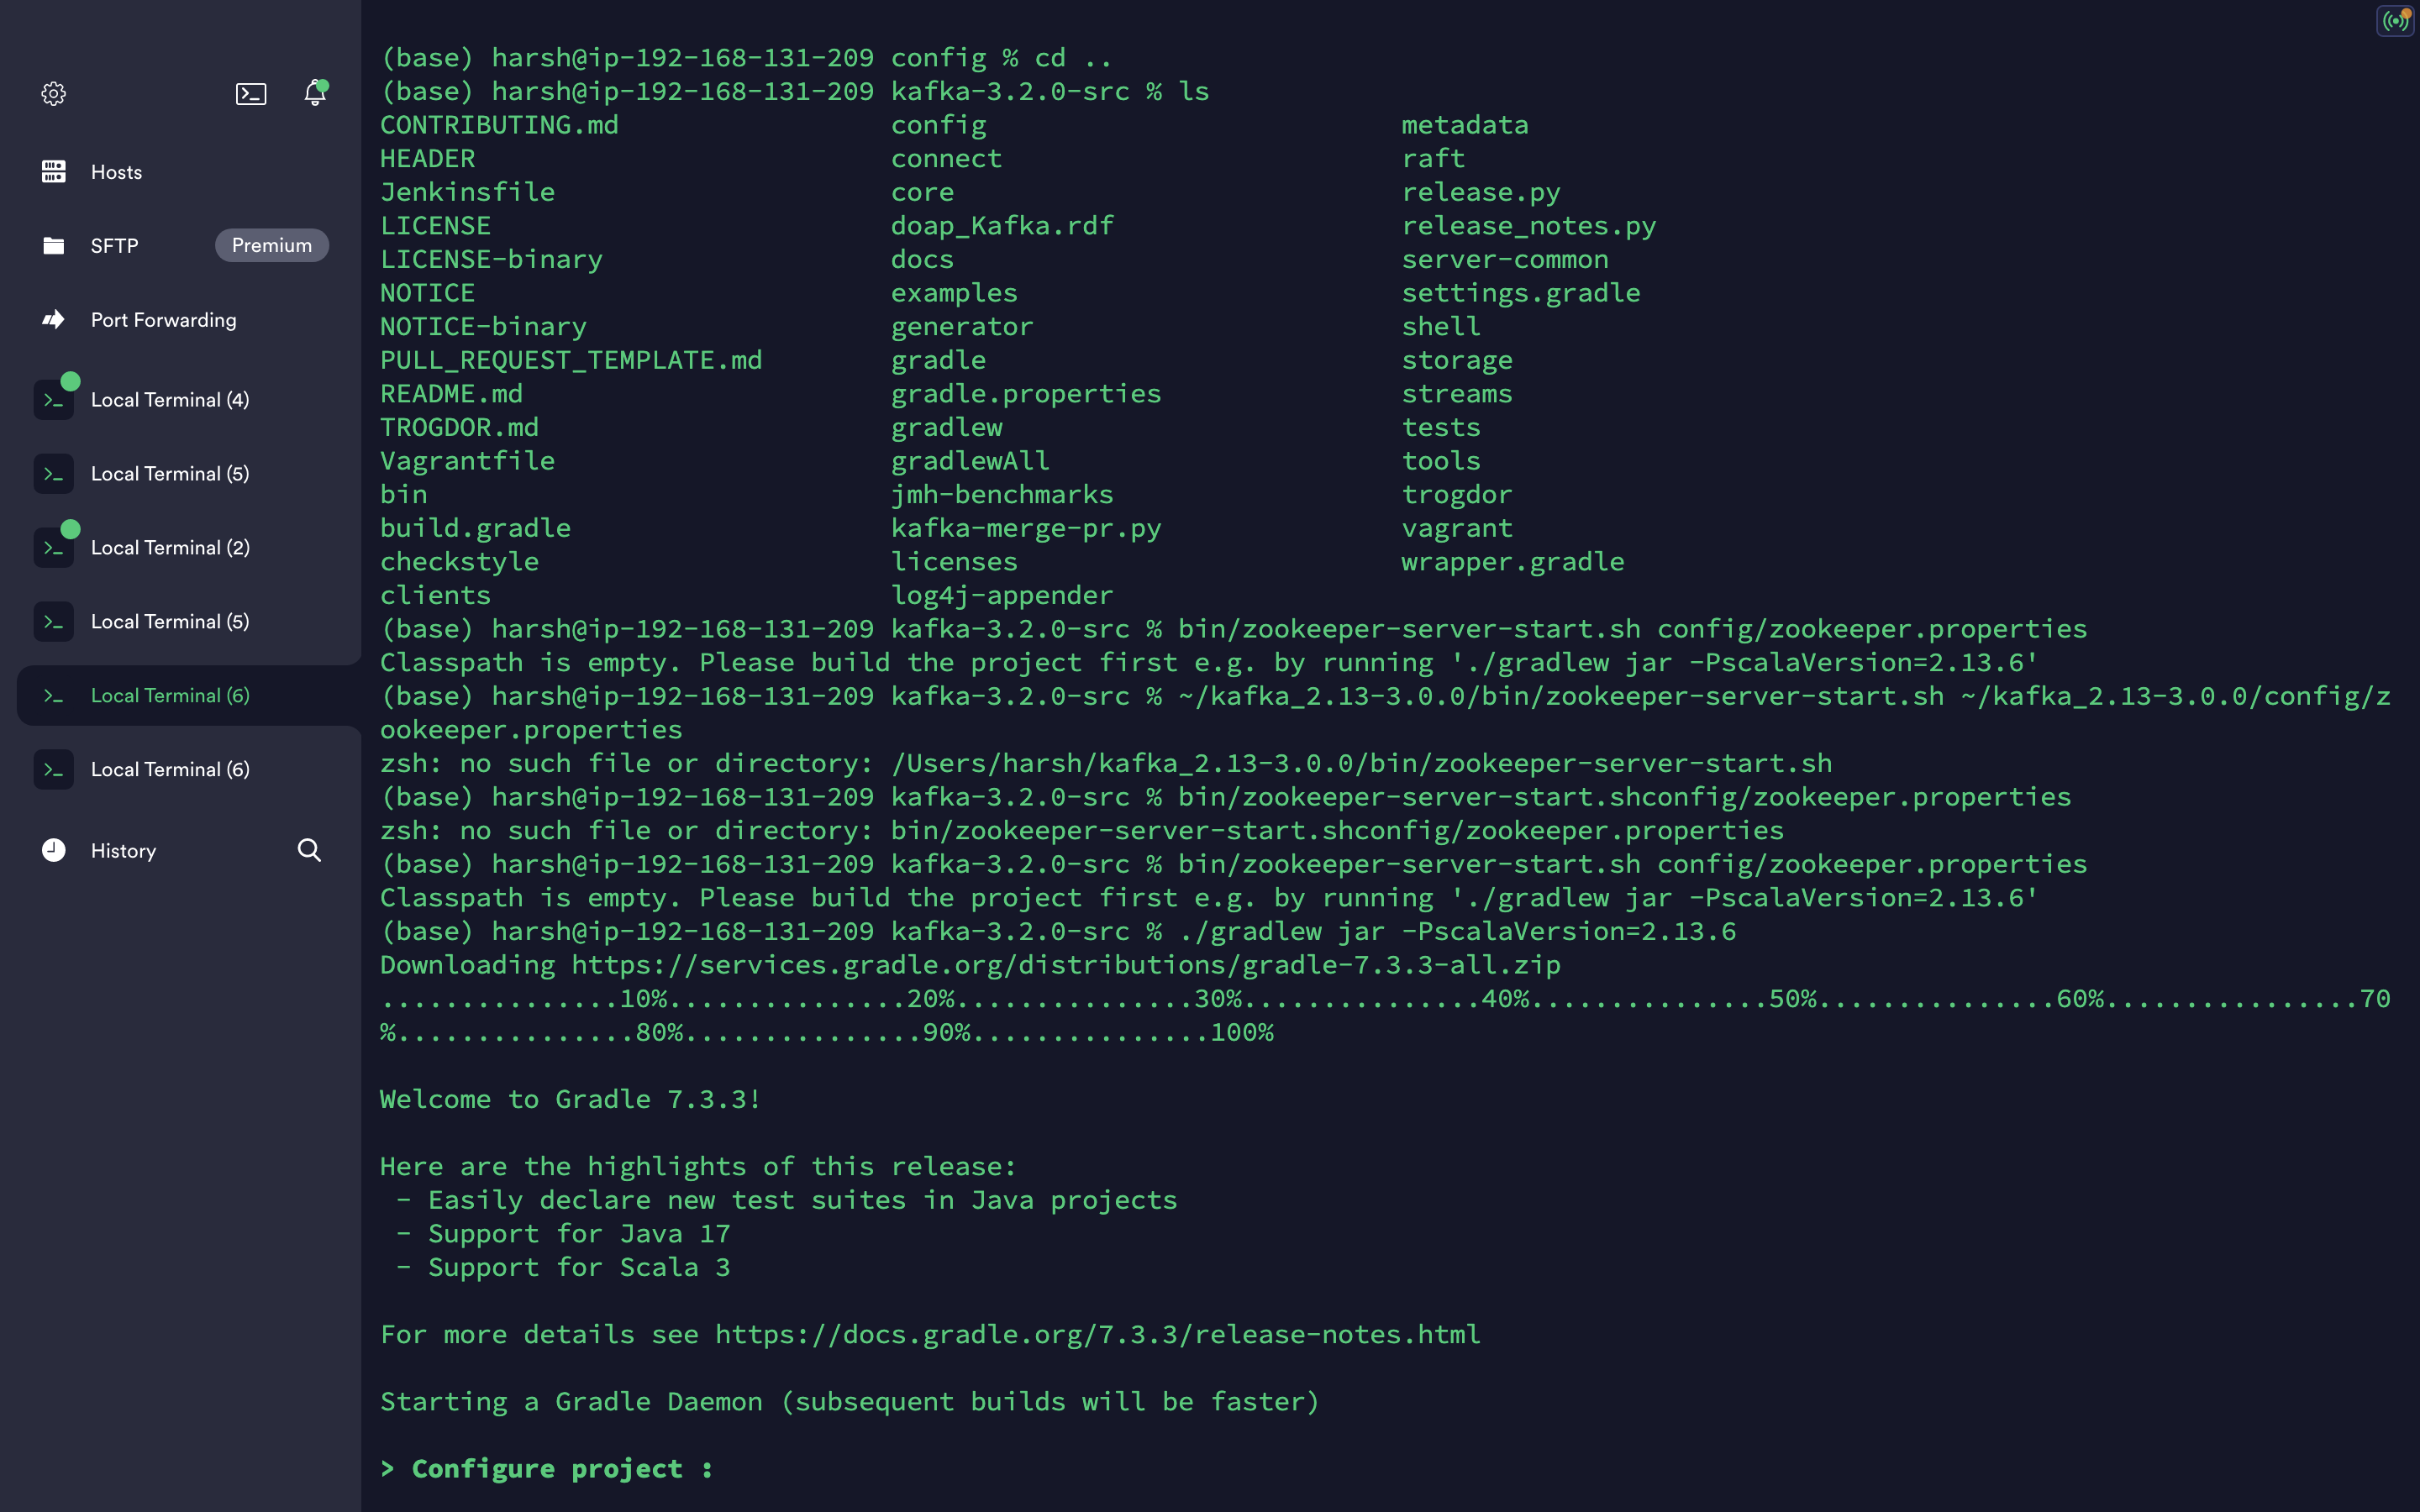 Hosts
SFTP Premium
Port Forwarding
Local Terminal (4)
Local Terminal (5)
Local Terminal (2)
Local Terminal (5)
Local Terminal (6)
Local Terminal (6)
History
(base) harsh@ip-192-168-131-209 config % cd ..
(base) harsh@ip-192-168-131-209 kafka-3.2.0-src % ls
CONTRIBUTING.md config metadata
HEADER connect raft
Jenkinsfile core release.py
LICENSE doap_Kafka.rdf release_notes.py
LICENSE-binary docs server-common
NOTICE examples settings.gradle
NOTICE-binary generator shell
PULL_REQUEST_TEMPLATE.md gradle storage
README.md gradle.properties streams
TROGDOR.md gradlew tests
Vagrantfile gradlewAll tools
bin jmh-benchmarks trogdor
build.gradle kafka-merge-pr.py vagrant
checkstyle licenses wrapper.gradle
clients log4j-appender
(base) harsh@ip-192-168-131-209 kafka-3.2.0-src % bin/zookeeper-server-start.sh config/zookeeper.properties
Classpath is empty. Please build the project first e.g. by running './gradlew jar -PscalaVersion=2.13.6'
(base) harsh@ip-192-168-131-209 kafka-3.2.0-src % ~/kafka_2.13-3.0.0/bin/zookeeper-server-start.sh ~/kafka_2.13-3.0.0/config/z
ookeeper.properties
zsh: no such file or directory: /Users/harsh/kafka_2.13-3.0.0/bin/zookeeper-server-start.sh
(base) harsh@ip-192-168-131-209 kafka-3.2.0-src % bin/zookeeper-server-start.shconfig/zookeeper.properties
zsh: no such file or directory: bin/zookeeper-server-start.shconfig/zookeeper.properties
(base) harsh@ip-192-168-131-209 kafka-3.2.0-src % bin/zookeeper-server-start.sh config/zookeeper.properties
Classpath is empty. Please build the project first e.g. by running './gradlew jar -PscalaVersion=2.13.6'
(base) harsh@ip-192-168-131-209 kafka-3.2.0-src % ./gradlew jar -PscalaVersion=2.13.6
Downloading https://services.gradle.org/distributions/gradle-7.3.3-all.zip
...............10%...............20%...............30%...............40%...............50%...............60%................70
%...............80%...............90%...............100%
Welcome to Gradle 7.3.3!
Here are the highlights of this release:
- Easily declare new test suites in Java projects
- Support for Java 17
- Support for Scala 3
For more details see https://docs.gradle.org/7.3.3/release-notes.html
Starting a Gradle Daemon (subsequent builds will be faster)
> Configure project :